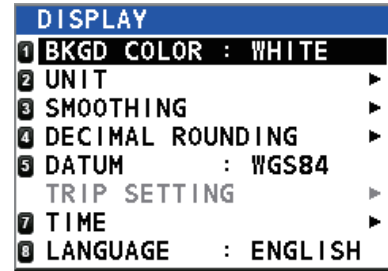 DISPLAY
1 BKGD COLOR : WHITE
2 UNIT ▶
3 SMOOTHING ▶
4 DECIMAL ROUNDING ▶
5 DATUM : WGS84
TRIP SETTING ▶
7 TIME ▶
8 LANGUAGE : ENGLISH